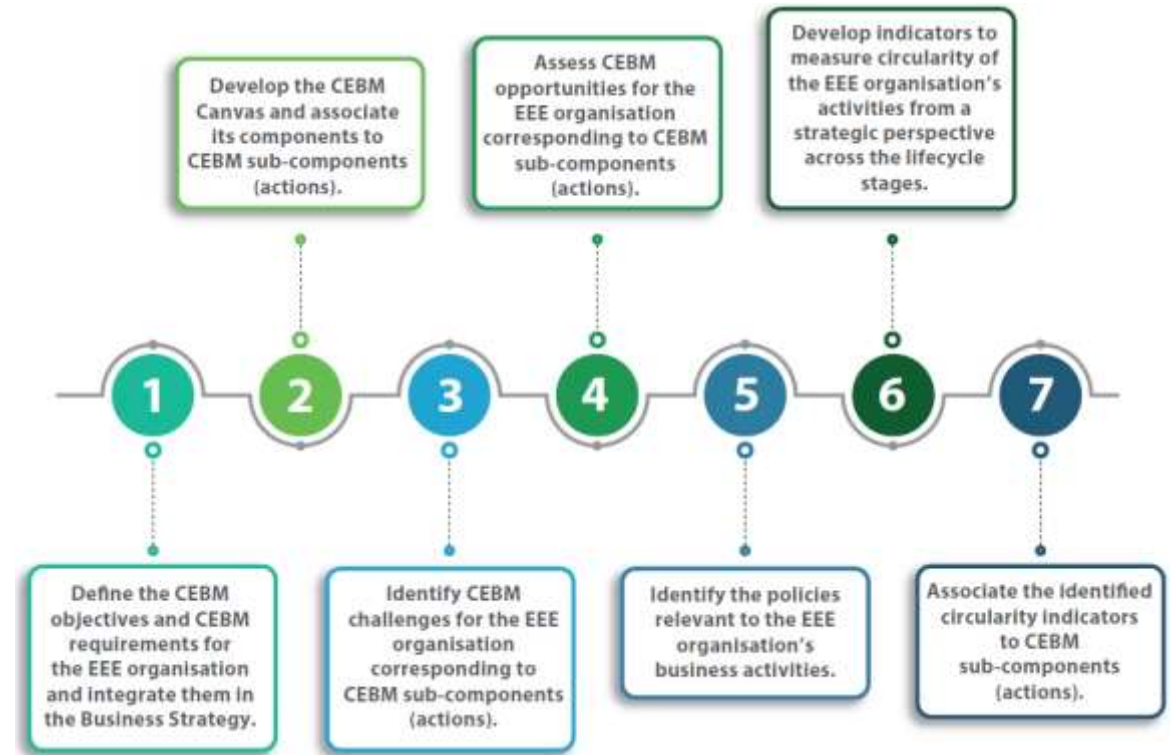 Develop the CEBM
Canvas and associate
its components to
CEBM sub-components
(actions).
Assess CEBM
opportunities for the
EEE organisation
corresponding to CEBM
sub-components
(actions).
Develop indicators to
measure circularity of
the EEE organisation's
activities from a
strategic perspective
across the lifecycle
stages.
1
2
3
4
5
6
7
Define the CEBM
objectives and CEBM
requirements for
the EEE organisation
and integrate them in
the Business Strategy.
Identify CEBM
challenges for the EEE
organisation
corresponding to
CEBM sub-components
(actions).
Identify the policies
relevant to the EEE
organisation's
business activities.
Associate the identified
circularity indicators
to CEBM
sub-components
(actions).